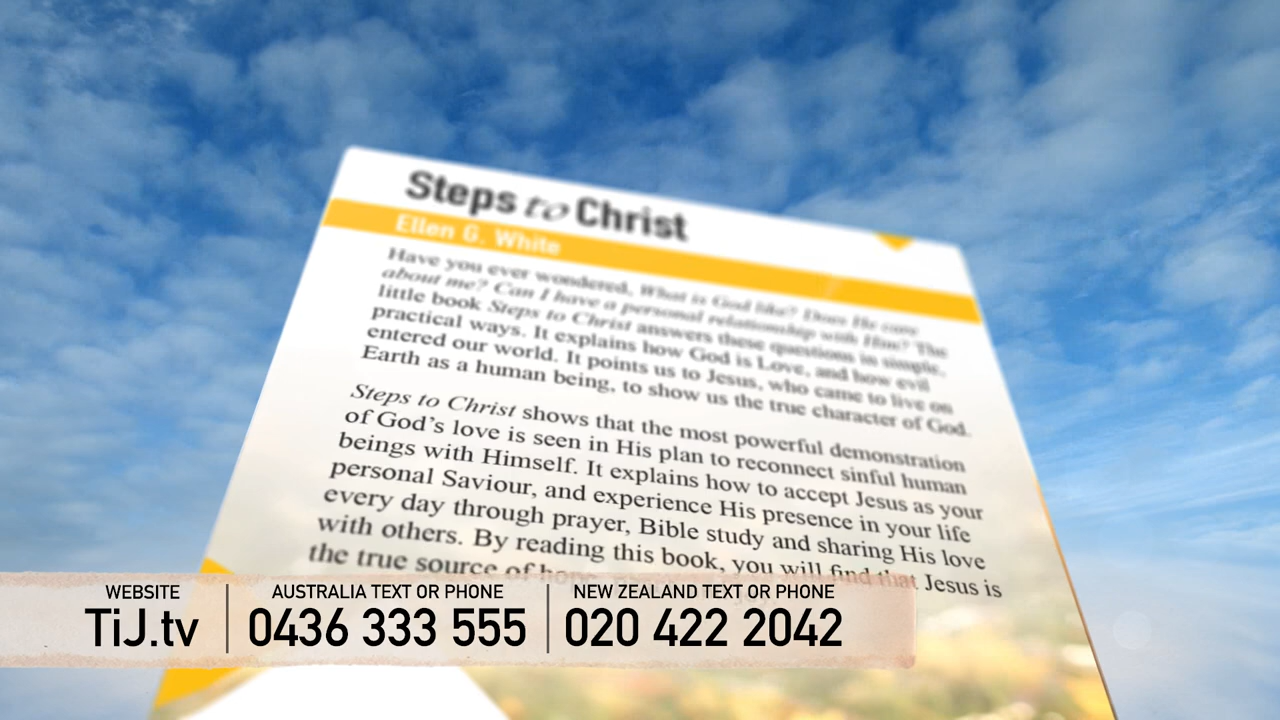 Steps to Christ
Ellen G. White
Have you ever wondered, What is God like? Does He care
about me? Can I have a personal relationship with Him? The
little book Steps to Christ answers these questions in simple,
practical ways. It explains how God is Love, and how evil
entered our world. It points us to Jesus, who came to live on
Earth as a human being, to show us the true character of God.
Steps to Christ shows that the most powerful demonstration
of God's love is seen in His plan to reconnect sinful human
beings with Himself. It explains how to accept Jesus as your
personal Saviour, and experience His presence in your life
every day through prayer, Bible study and sharing His love
with others. By reading this book, you will find that Jesus is
the true source of hope,
WEBSITE
TiJ.tv
AUSTRALIA TEXT OR PHONE
0436 333 555
NEW ZEALAND TEXT OR PHONE
020 422 2042